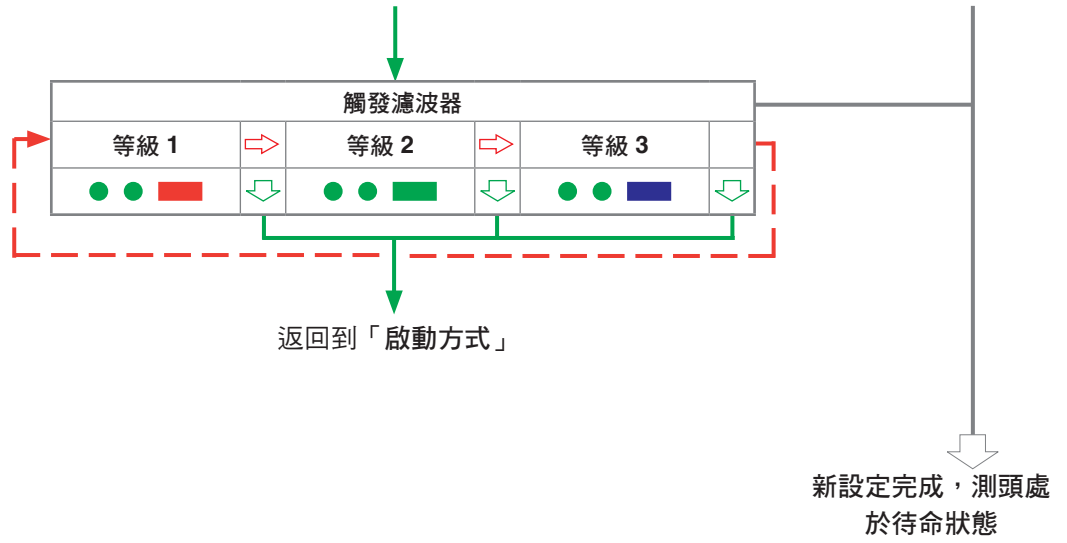 觸發濾波器
等級 1
等級 2
等級 3
返回到「啟動方式」
新設定完成，測頭處
於待命狀態